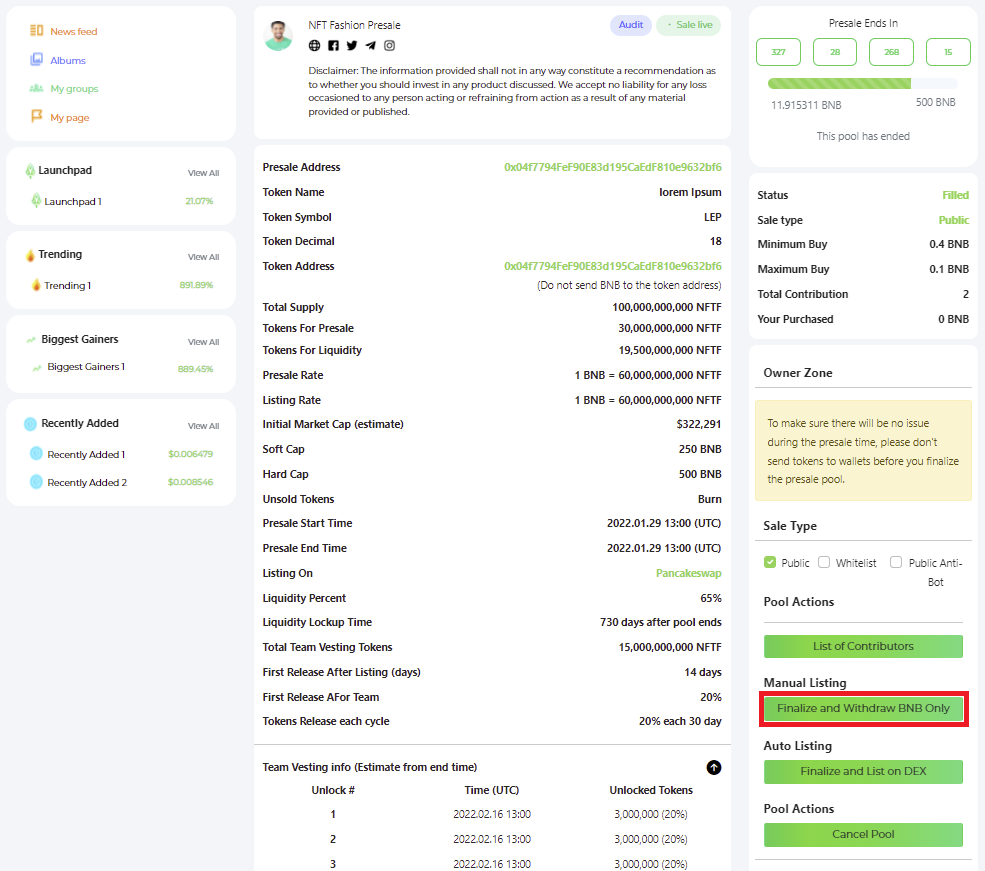 News feed
Albums
My groups
My page
Launchpad View All
Launchpad 1 21.07%
Trending View All
Trending 1 891.89%
Biggest Gainers View All
Biggest Gainers 1 889.45%
Recently Added View All
Recently Added 1 $0.006479
Recently Added 2 $0.008546
NFT Fashion Presale Audit • Sale live
Disclaimer: The information provided shall not in any way constitute a recommendation as
to whether you should invest in any product discussed. We accept no liability for any loss
occasioned to any person acting or refraining from action as a result of any material
provided or published.
Presale Address 0x04f7794FeF90E83d195CaEdF810e9632bf6
Token Name lorem Ipsum
Token Symbol LEP
Token Decimal 18
Token Address 0x04f7794FeF90E83d195CaEdF810e9632bf6
(Do not send BNB to the token address)
Total Supply 100,000,000,000 NFTF
Tokens For Presale 30,000,000,000 NFTF
Tokens For Liquidity 19,500,000,000 NFTF
Presale Rate 1 BNB = 60,000,000,000 NFTF
Listing Rate 1 BNB = 60,000,000,000 NFTF
Initial Market Cap (estimate) $322,291
Soft Cap 250 BNB
Hard Cap 500 BNB
Unsold Tokens Burn
Presale Start Time 2022.01.29 13:00 (UTC)
Presale End Time 2022.01.29 13:00 (UTC)
Listing On Pancakeswap
Liquidity Percent 65%
Liquidity Lockup Time 730 days after pool ends
Total Team Vesting Tokens 15,000,000,000 NFTF
First Release After Listing (days) 14 days
First Release AFor Team 20%
Tokens Release each cycle 20% each 30 day
Team Vesting info (Estimate from end time)
Unlock # Time (UTC) Unlocked Tokens
1 2022.02.16 13:00 3,000,000 (20%)
2 2022.02.16 13:00 3,000,000 (20%)
3 2022.02.16 13:00 3,000,000 (20%)
Presale Ends In
327 28 268 15
11.915311 BNB 500 BNB
This pool has ended
Status Filled
Sale type Public
Minimum Buy 0.4 BNB
Maximum Buy 0.1 BNB
Total Contribution 2
Your Purchased 0 BNB
Owner Zone
To make sure there will be no issue
during the presale time, please don't
send tokens to wallets before you finalize
the presale pool.
Sale Type
Public Whitelist Public Anti-
Bot
Pool Actions
List of Contributors
Manual Listing
Finalize and Withdraw BNB Only
Auto Listing
Finalize and List on DEX
Pool Actions
Cancel Pool